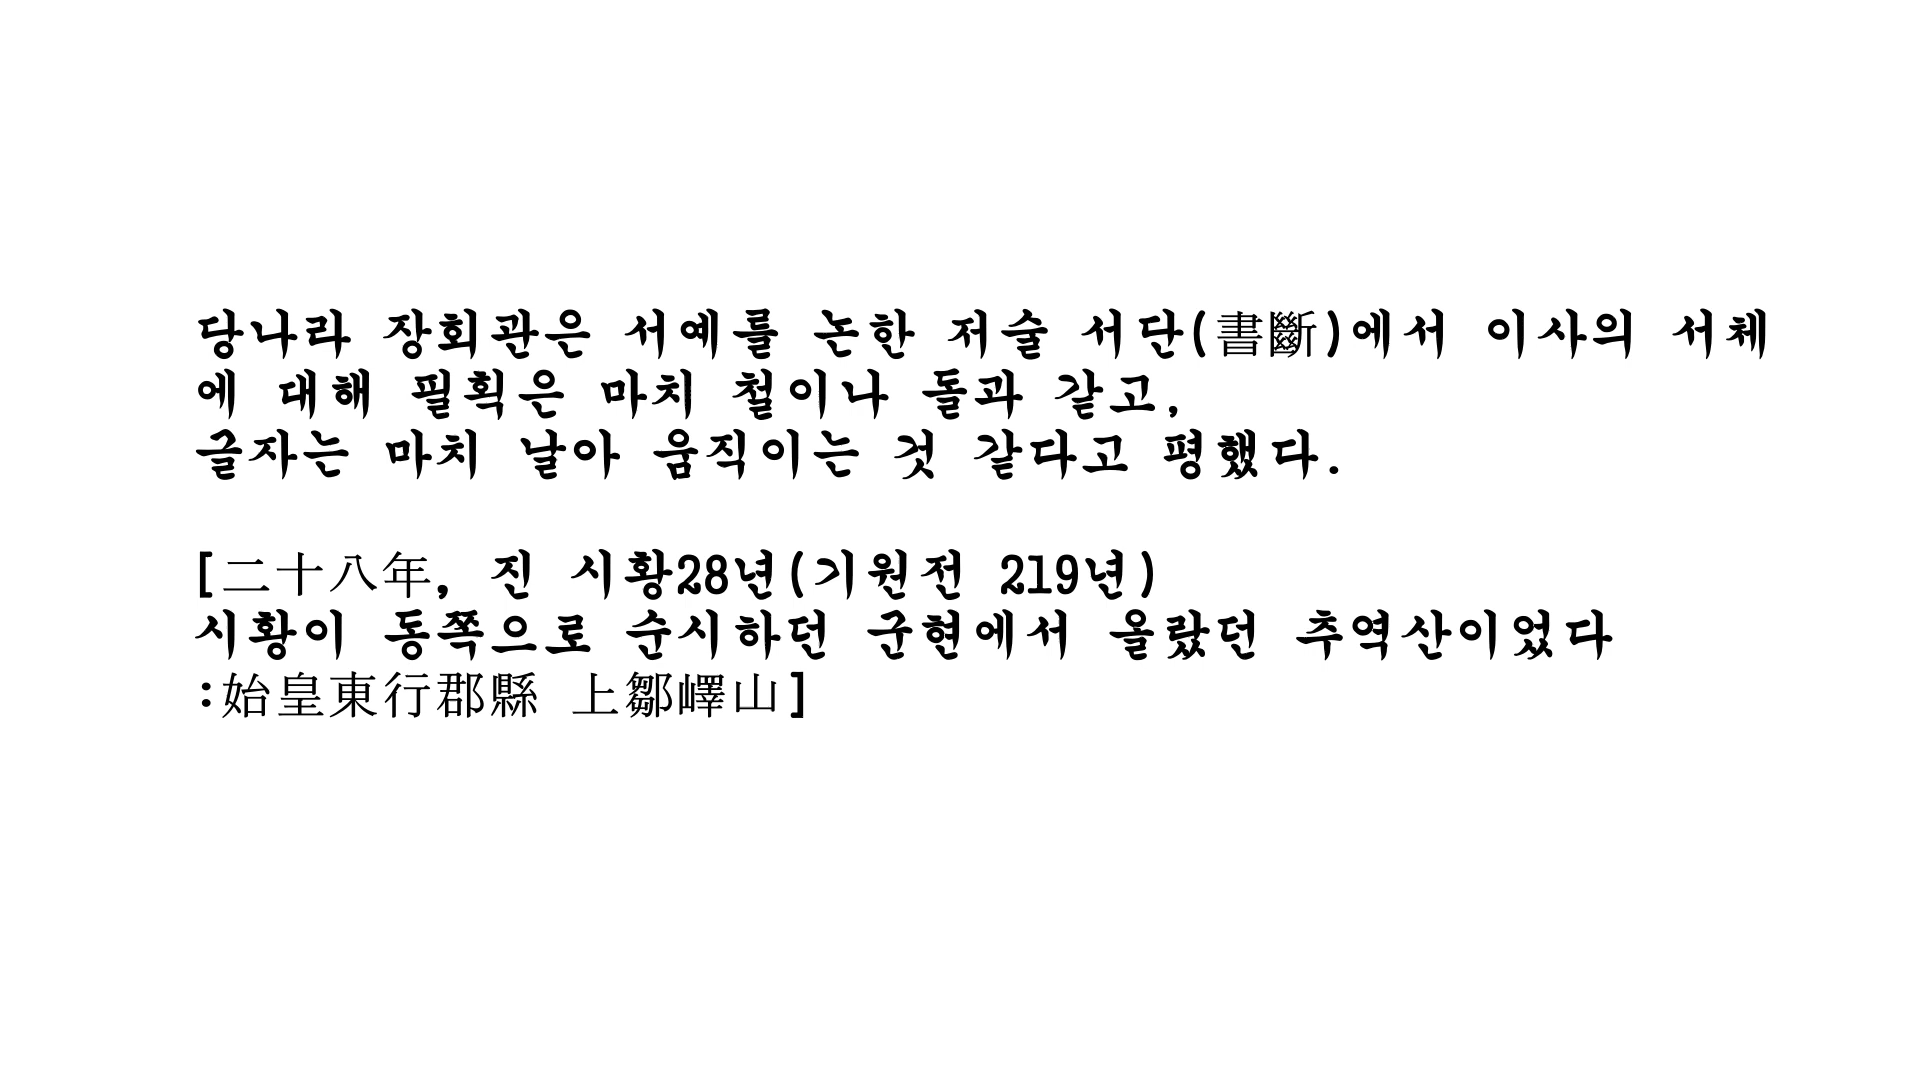 당나라 장회관은 서예를 논한 저술 서단(書斷)에서 이사의 서체
에 대해 필획은 마치 철이나 돌과 같고,
글자는 마치 날아 움직이는 것 같다고 평했다.
[二十八年, 진 시황28년(기원전 219년)
시황이 동쪽으로 순시하던 군현에서 올랐던 추역산이었다
:始皇東行郡縣 上鄒嶧山]